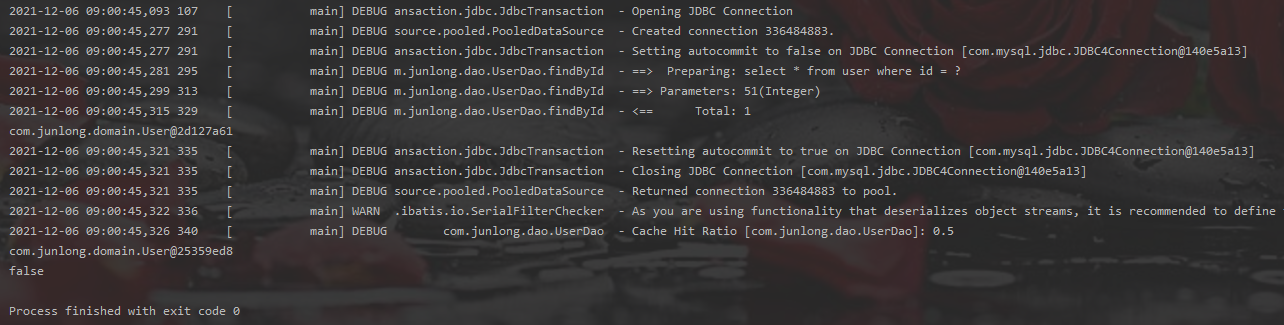 2021-12-06 09:00:45,093 107    [           main] DEBUG ansaction.jdbc.JdbcTransaction  - Opening JDBC Connection
2021-12-06 09:00:45,277 291    [           main] DEBUG source.pooled.PooledDataSource  - Created connection 336484883.
2021-12-06 09:00:45,277 291    [           main] DEBUG ansaction.jdbc.JdbcTransaction  - Setting autocommit to false on JDBC Connection [com.mysql.jdbc.JDBC4Connection@140e5a13]
2021-12-06 09:00:45,281 295    [           main] DEBUG m.junlong.dao.UserDao.findById  - ==>  Preparing: select * from user where id = ?
2021-12-06 09:00:45,299 313    [           main] DEBUG m.junlong.dao.UserDao.findById  - ==> Parameters: 51(Integer)
2021-12-06 09:00:45,315 329    [           main] DEBUG m.junlong.dao.UserDao.findById  - <==      Total: 1
com.junlong.domain.User@2d127a61
2021-12-06 09:00:45,321 335    [           main] DEBUG ansaction.jdbc.JdbcTransaction  - Resetting autocommit to true on JDBC Connection [com.mysql.jdbc.JDBC4Connection@140e5a13]
2021-12-06 09:00:45,321 335    [           main] DEBUG ansaction.jdbc.JdbcTransaction  - Closing JDBC Connection [com.mysql.jdbc.JDBC4Connection@140e5a13]
2021-12-06 09:00:45,321 335    [           main] DEBUG source.pooled.PooledDataSource  - Returned connection 336484883 to pool.
2021-12-06 09:00:45,322 336    [           main] WARN  .ibatis.io.SerialFilterChecker  - As you are using functionality that deserializes object streams, it is recommended to define
2021-12-06 09:00:45,326 340    [           main] DEBUG        com.junlong.dao.UserDao  - Cache Hit Ratio [com.junlong.dao.UserDao]: 0.5
com.junlong.domain.User@25359ed8
false
Process finished with exit code 0